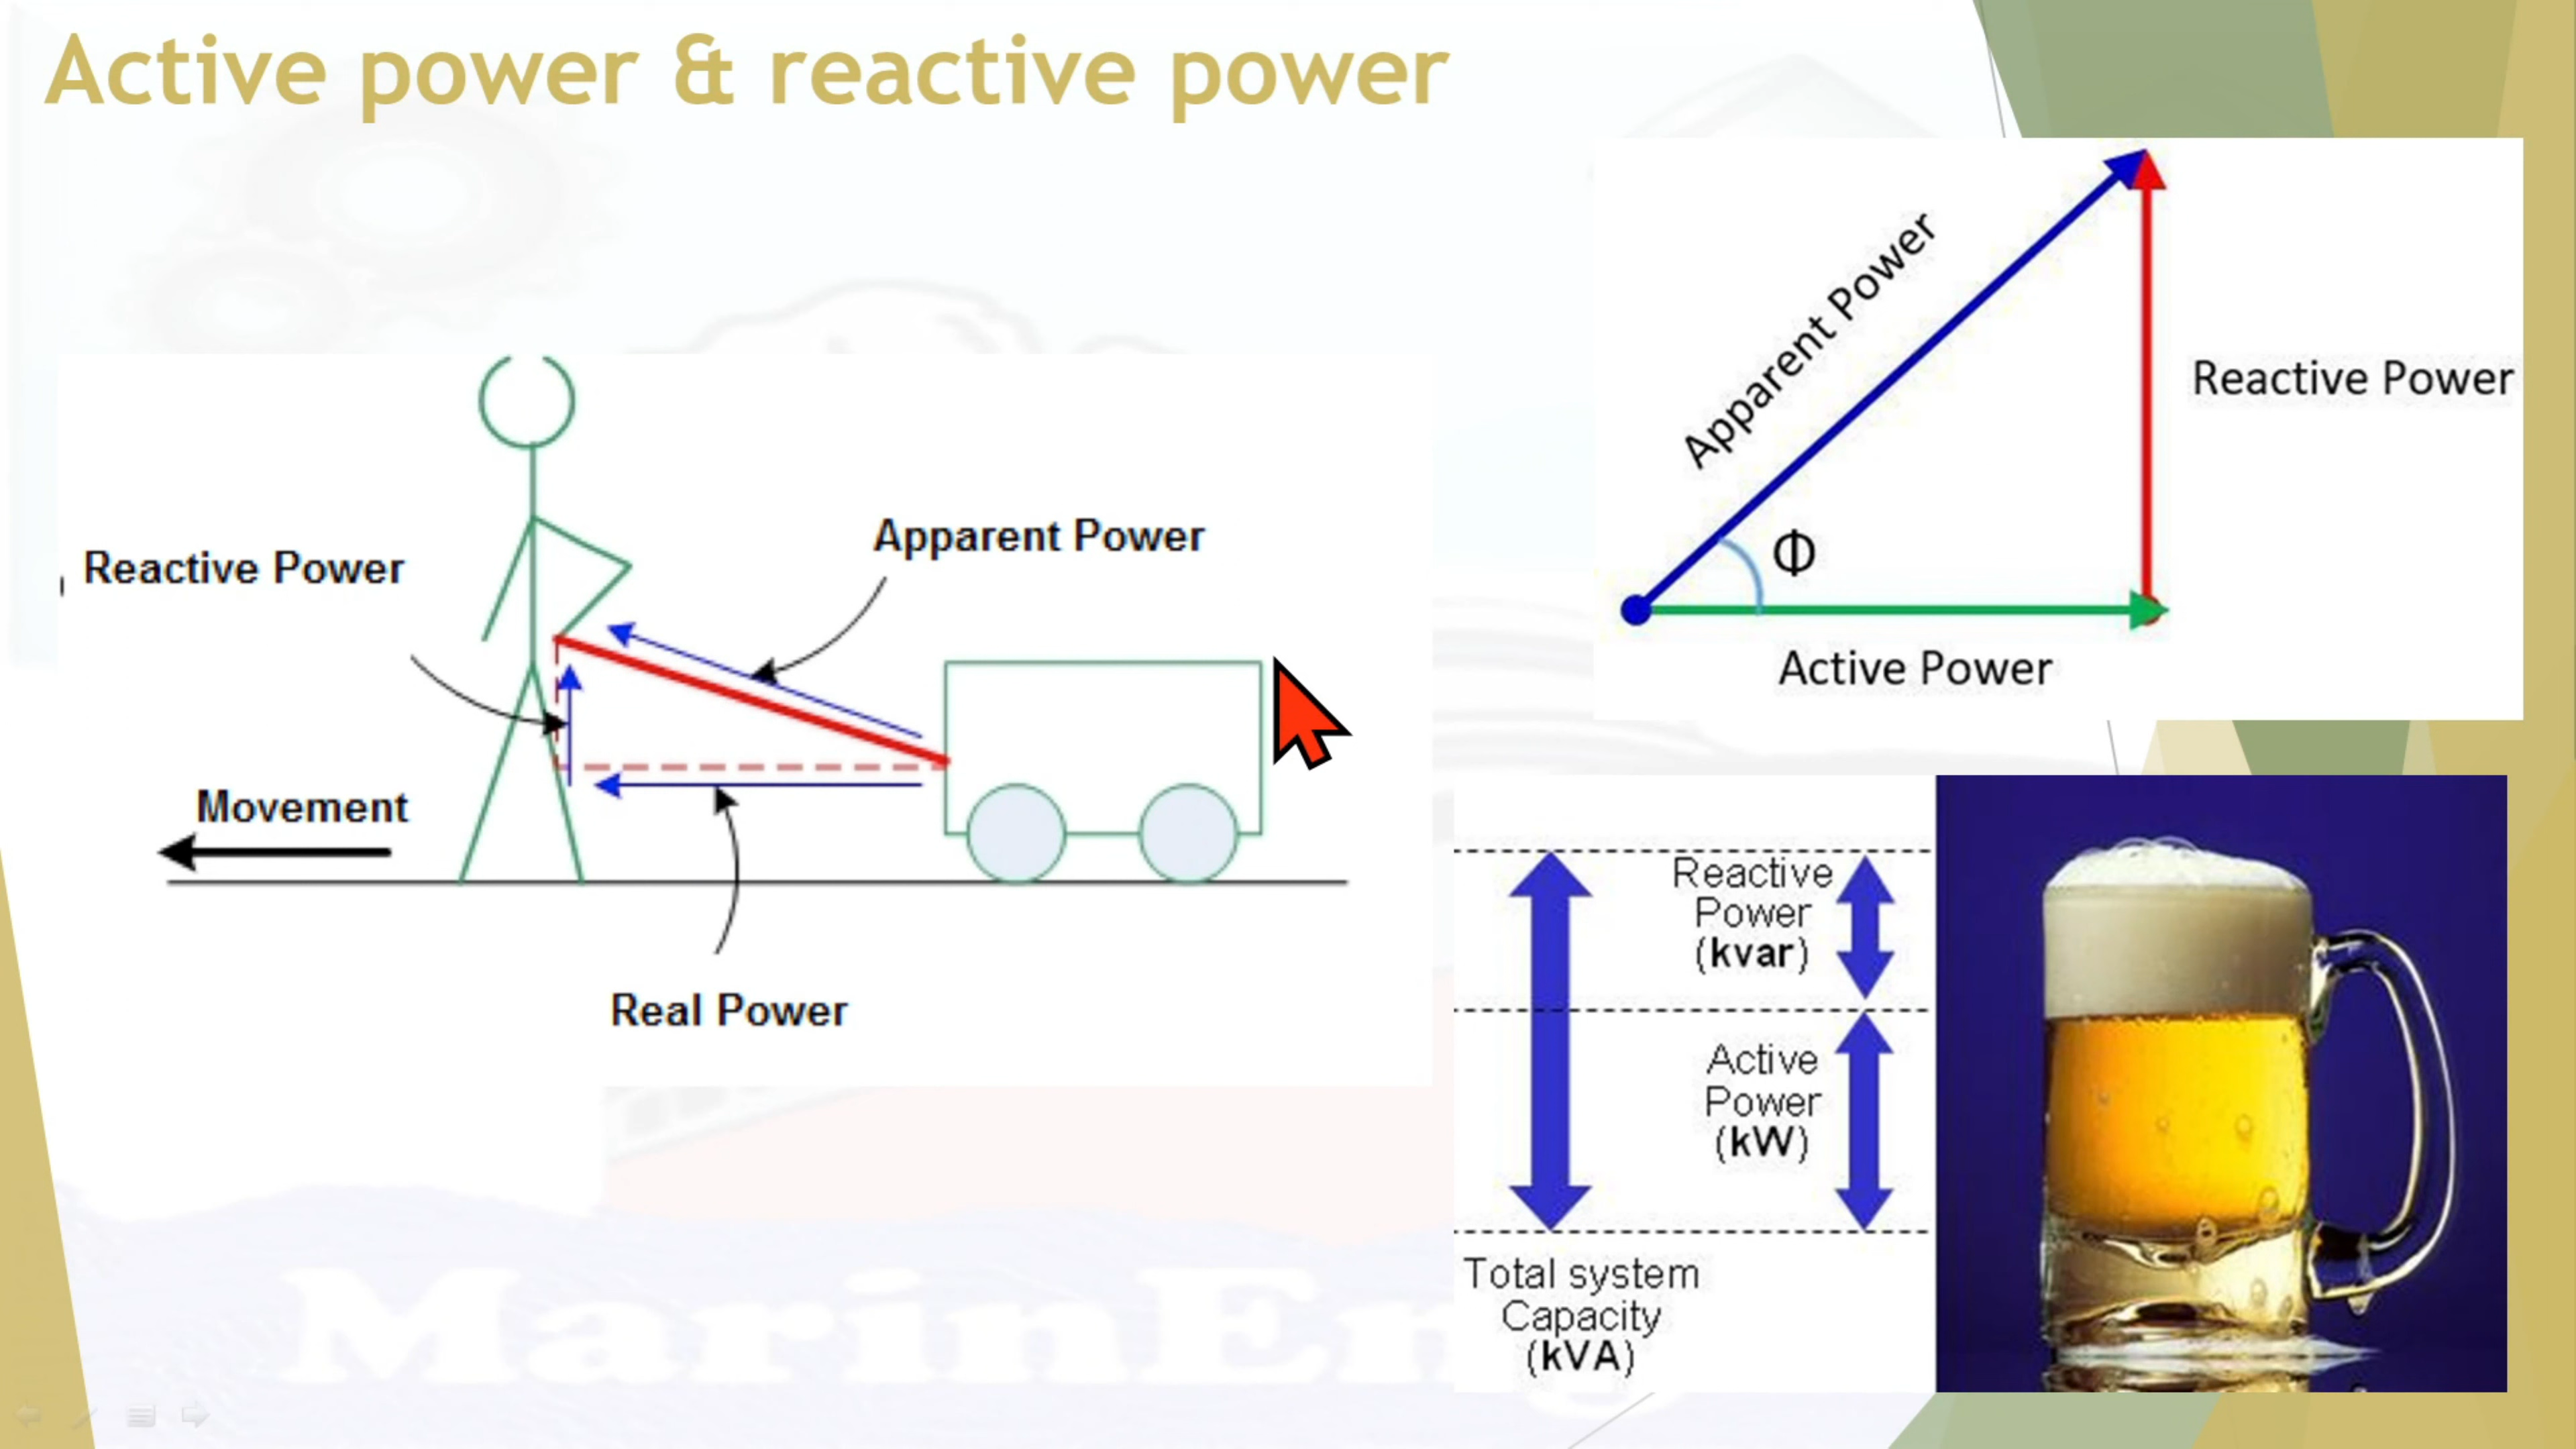 Active power & reactive power
Apparent Power
Reactive Power
Φ
Active Power
Reactive Power
Apparent Power
Movement
Real Power
Reactive
Power
(kvar)
Active
Power
(kW)
Total system
Capacity
(kVA)
MarinEng